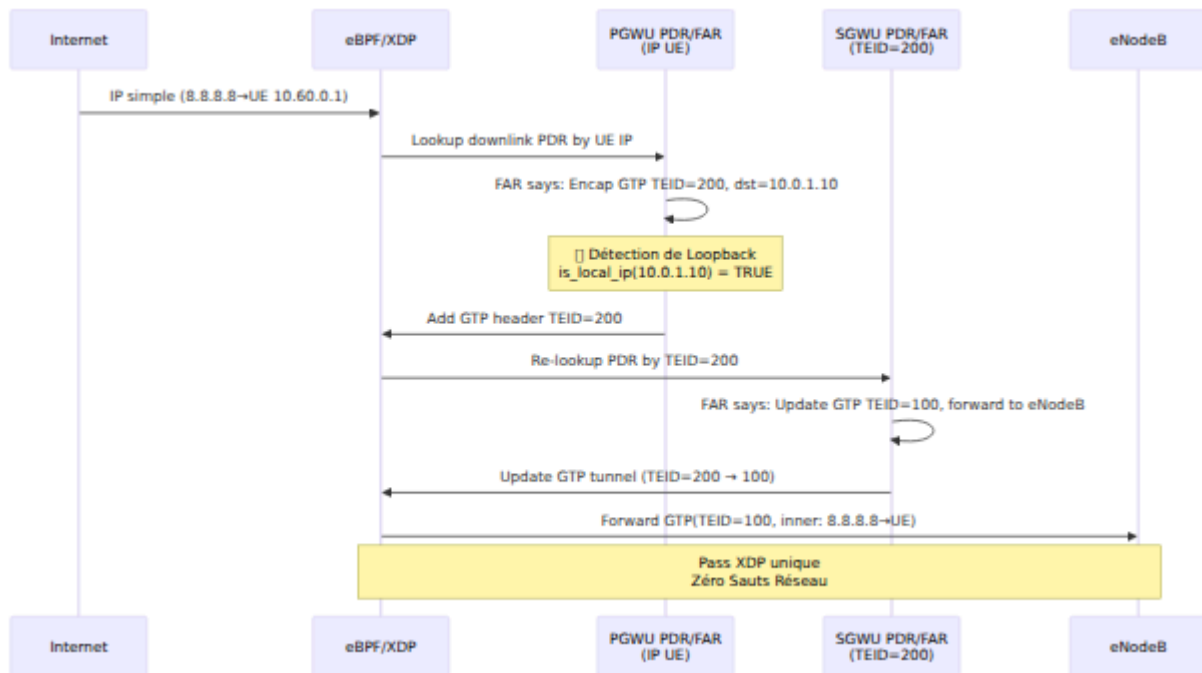 Internet
eBPF/XDP
PGWU PDR/FAR
(IP UE)
SGWU PDR/FAR
(TEID=200)
eNodeB
IP simple (8.8.8.8→UE 10.60.0.1)
Lookup downlink PDR by UE IP
FAR says: Encap GTP TEID=200, dst=10.0.1.10
Détection de Loopback
is_local_ip(10.0.1.10) = TRUE
Add GTP header TEID=200
Re-lookup PDR by TEID=200
FAR says: Update GTP TEID=100, forward to eNodeB
Update GTP tunnel (TEID=200 → 100)
Forward GTP(TEID=100, inner: 8.8.8.8→UE)
Pass XDP unique
Zéro Sauts Réseau
Internet
eBPF/XDP
PGWU PDR/FAR
(IP UE)
SGWU PDR/FAR
(TEID=200)
eNodeB